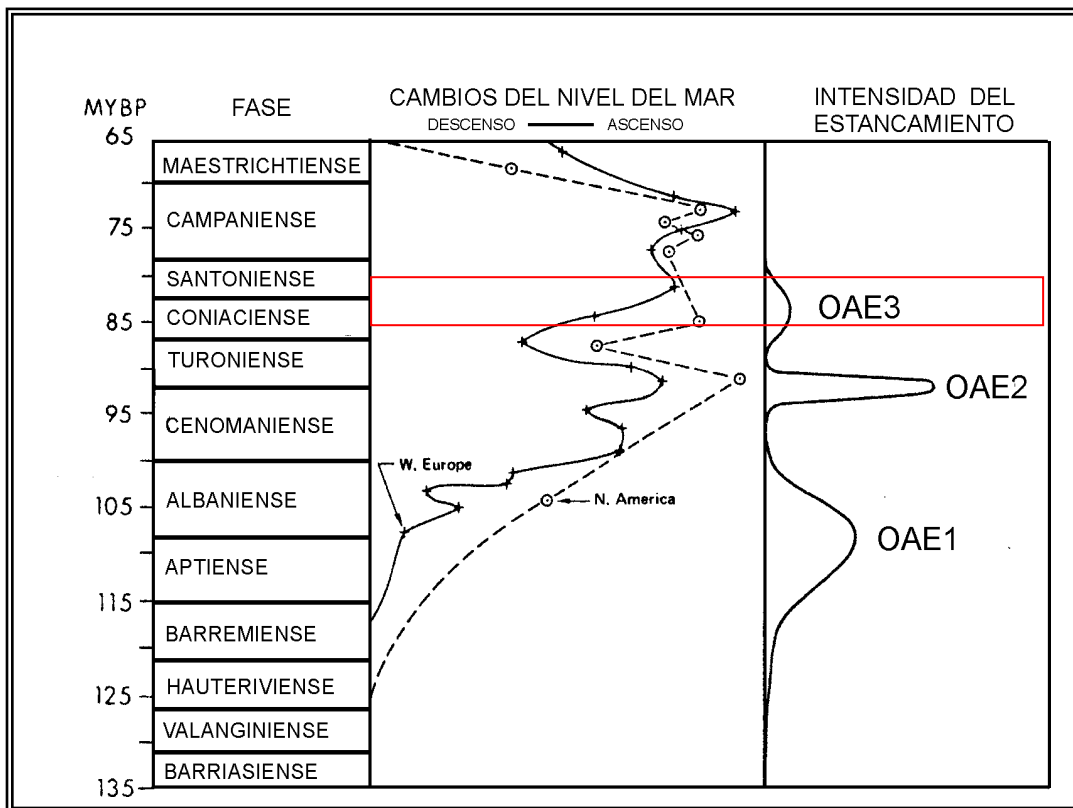 MYBP
FASE
CAMBIOS DEL NIVEL DEL MAR
DESCENSO ASCENSO
INTENSIDAD DEL
ESTANCAMIENTO
65
MAESTRICHTIENSE
CAMPANIENSE
75
SANTONIENSE
OAE3
CONIACIENSE
85
TURONIENSE
OAE2
95
CENOMANIENSE
W. Europe
ALBANIENSE
105
N. America
OAE1
APTIENSE
115
BARREMIENSE
HAUTERIVIENSE
125
VALANGINIENSE
BARRIASIENSE
135